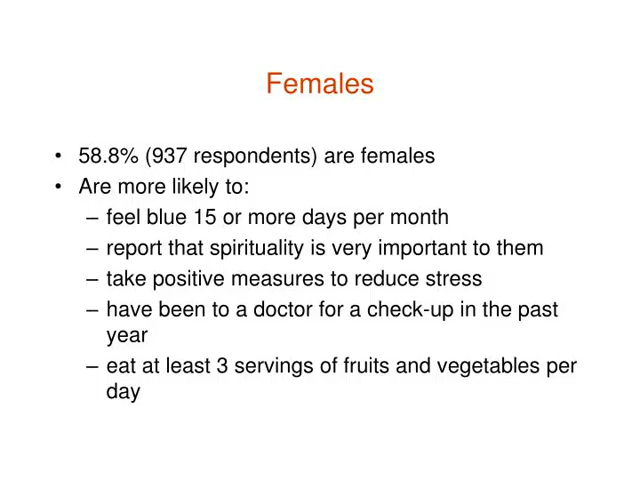 Females
• 58.8% (937 respondents) are females
• Are more likely to:
– feel blue 15 or more days per month
– report that spirituality is very important to them
– take positive measures to reduce stress
– have been to a doctor for a check-up in the past
year
– eat at least 3 servings of fruits and vegetables per
day